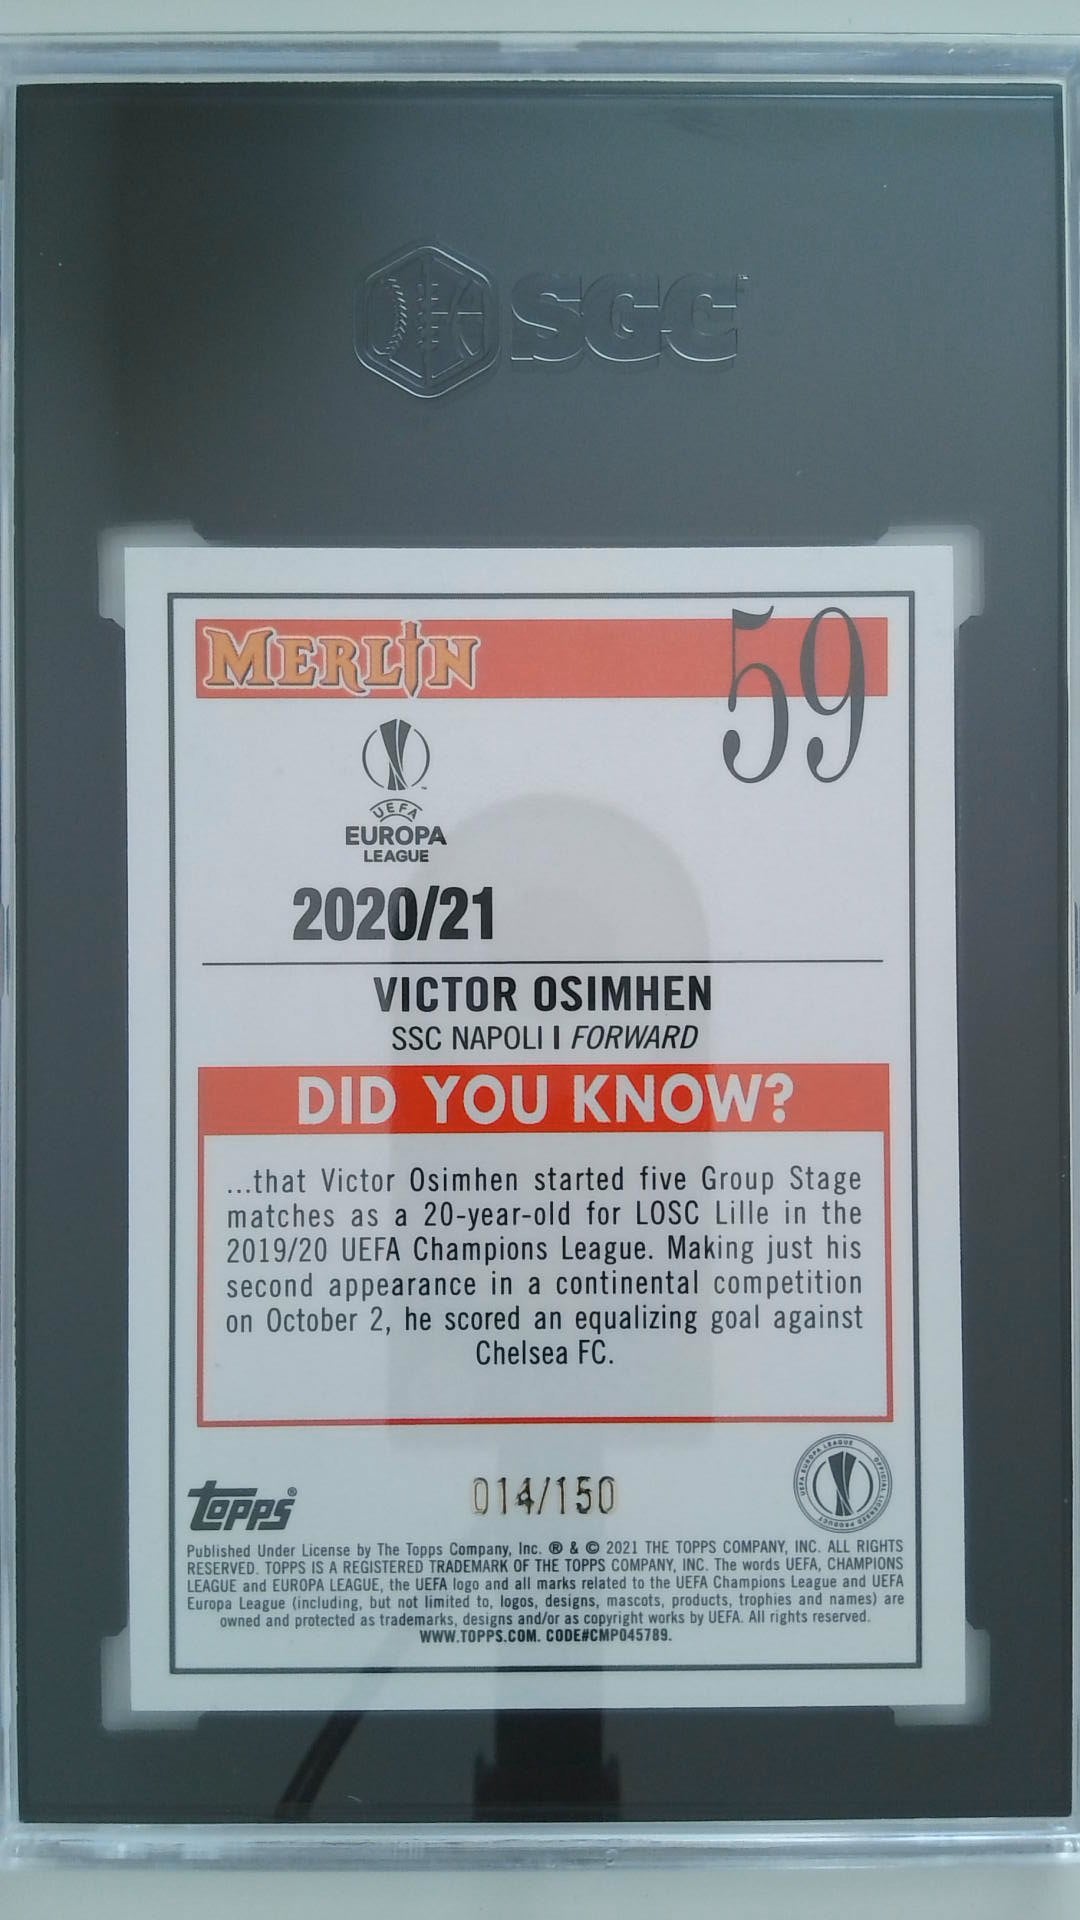 SGC
MERLIN
59
UEFA
EUROPA
LEAGUE
2020/21
VICTOR OSIMHEN
SSC NAPOLI I FORWARD
DID YOU KNOW?
...that Victor Osimhen started five Group Stage
matches as a 20-year-old for LOSC Lille in the
2019/20 UEFA Champions League. Making just his
second appearance in a continental competition
on October 2, he scored an equalizing goal against
Chelsea FC.
topps®
014/150
UEFA EUROPA LEAGUE
OFFICIAL LICENSED PRODUCT
Published Under License by The Topps Company, Inc. ® & © 2021 THE TOPPS COMPANY, INC. ALL RIGHTS
RESERVED. TOPPS IS A REGISTERED TRADEMARK OF THE TOPPS COMPANY, INC. The words UEFA, CHAMPIONS
LEAGUE and EUROPA LEAGUE, the UEFA logo and all marks related to the UEFA Champions League and UEFA
Europa League (including, but not limited to, logos, designs, mascots, products, trophies and names) are
owned and protected as trademarks, designs and/or as copyright works by UEFA. All rights reserved.
WWW.TOPPS.COM. CODE#CMP045789.